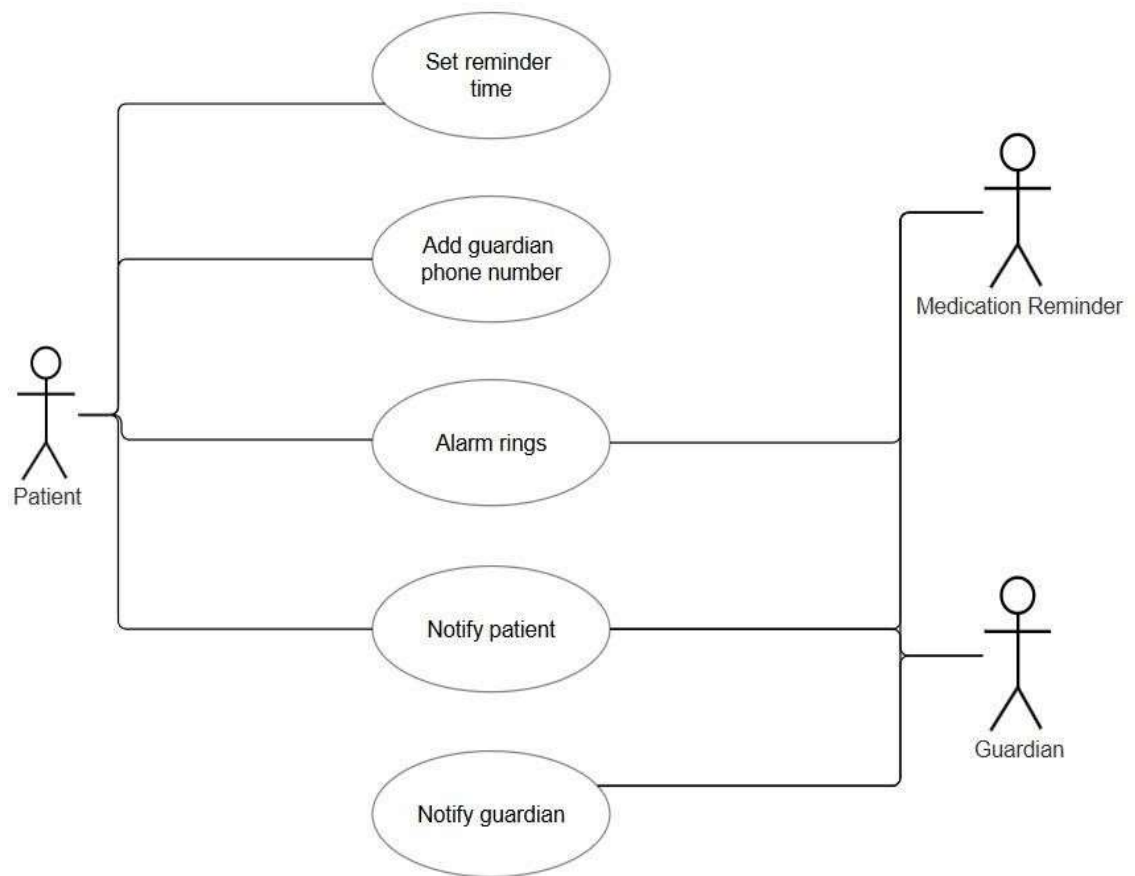 Set reminder
time
Add guardian
phone number
Medication Reminder
Alarm rings
Patient
Notify patient
Guardian
Notify guardian